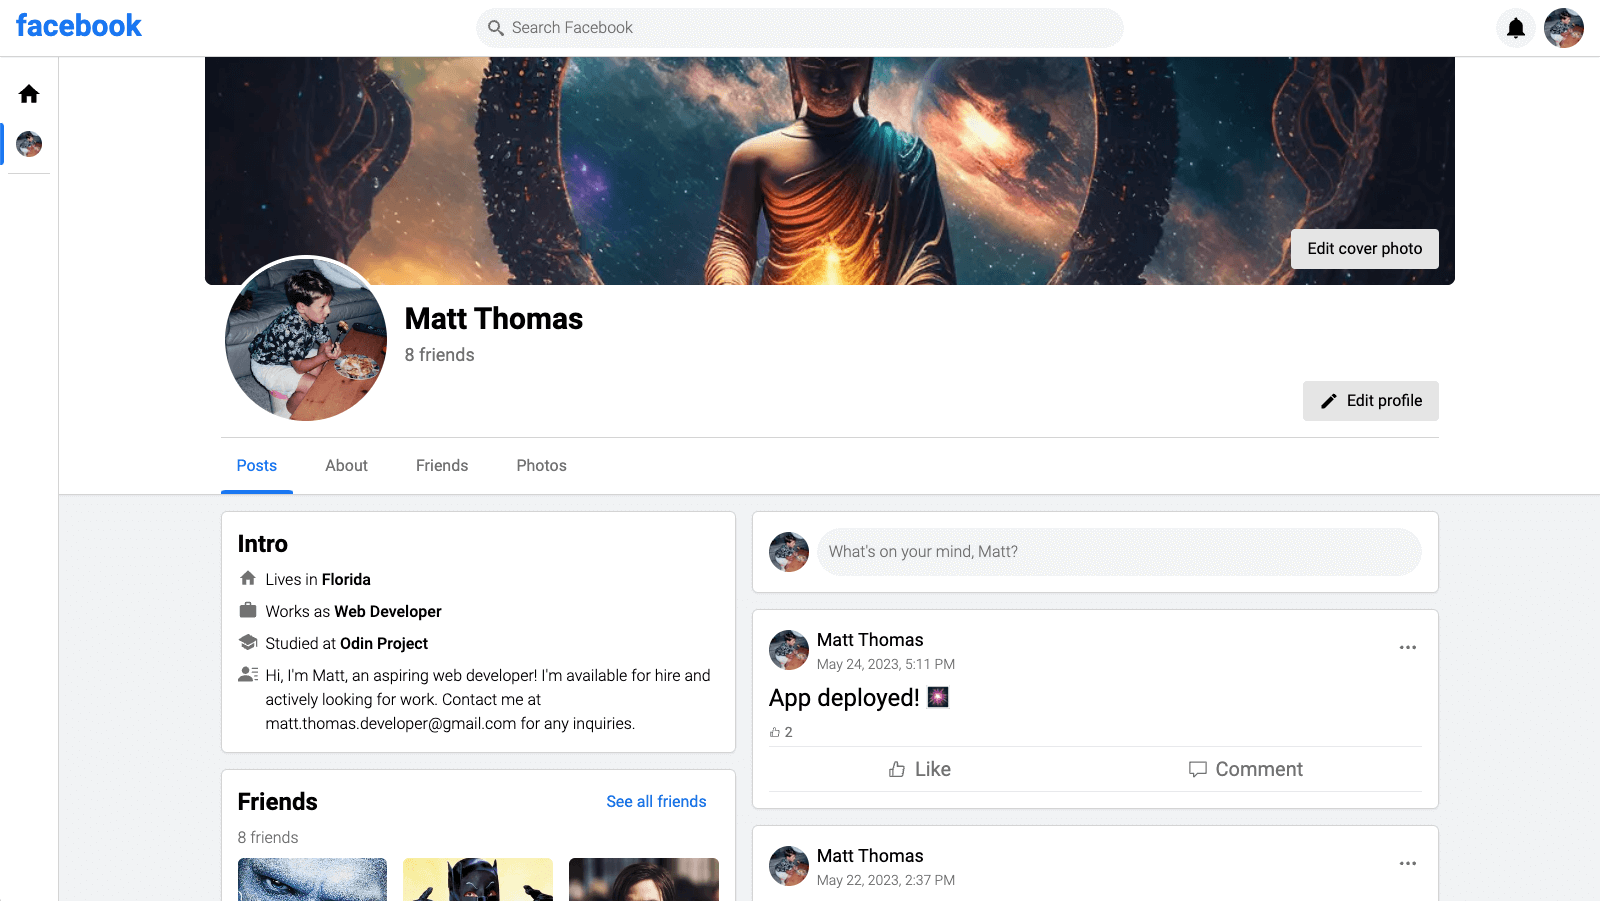 facebook
Search Facebook
Edit cover photo
Matt Thomas
8 friends
Edit profile
Posts
About
Friends
Photos
Intro
Lives in Florida
Works as Web Developer
Studied at Odin Project
Hi, I'm Matt, an aspiring web developer! I'm available for hire and
actively looking for work. Contact me at
matt.thomas.developer@gmail.com for any inquiries.
Friends
See all friends
8 friends
What's on your mind, Matt?
Matt Thomas
May 24, 2023, 5:11 PM
App deployed! 🎆
2
Like
Comment
Matt Thomas
May 22, 2023, 2:37 PM